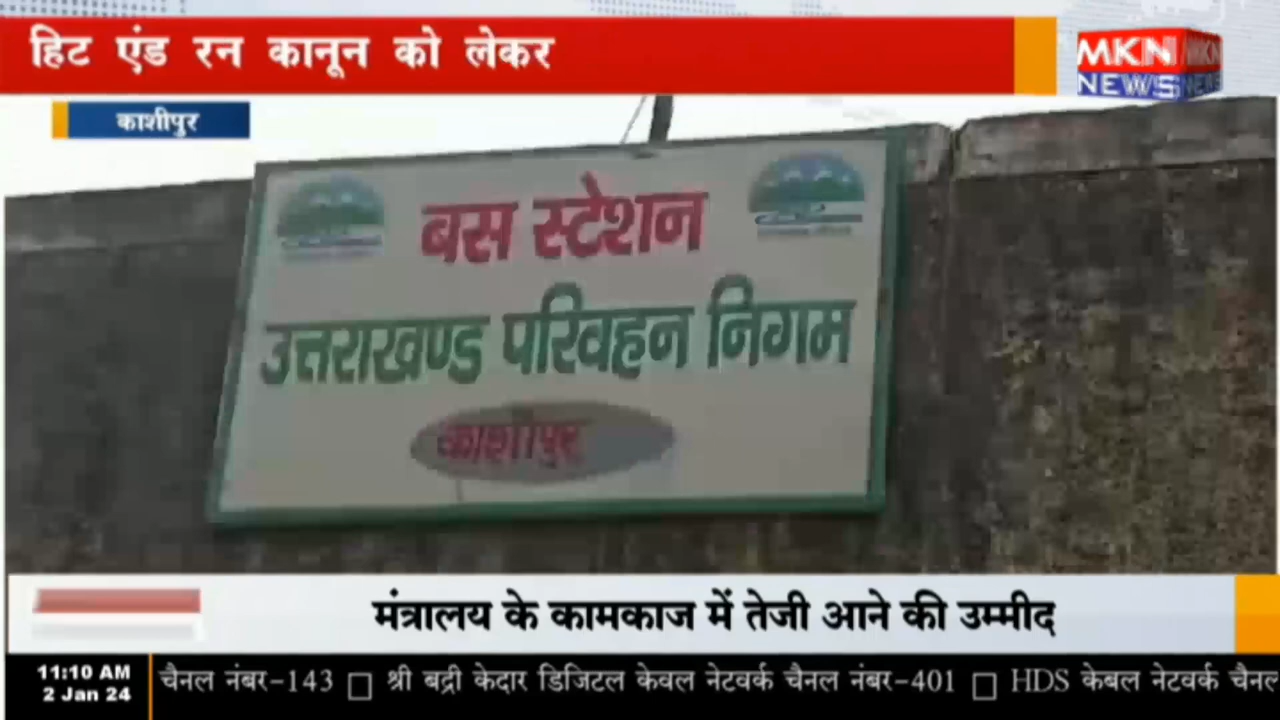 हिट एंड रन कानून को लेकर
MKN
NEWS
काशीपुर
बस स्टेशन
उत्तराखण्ड परिवहन निगम
काशीपुर
मंत्रालय के कामकाज में तेजी आने की उम्मीद
11:10 AM
2 Jan 24
चैनल नंबर-143 □ श्री बद्री केदार डिजिटल केवल नेटवर्क चैनल नंबर-401 □ HDS केबल नेटवर्क चैनल